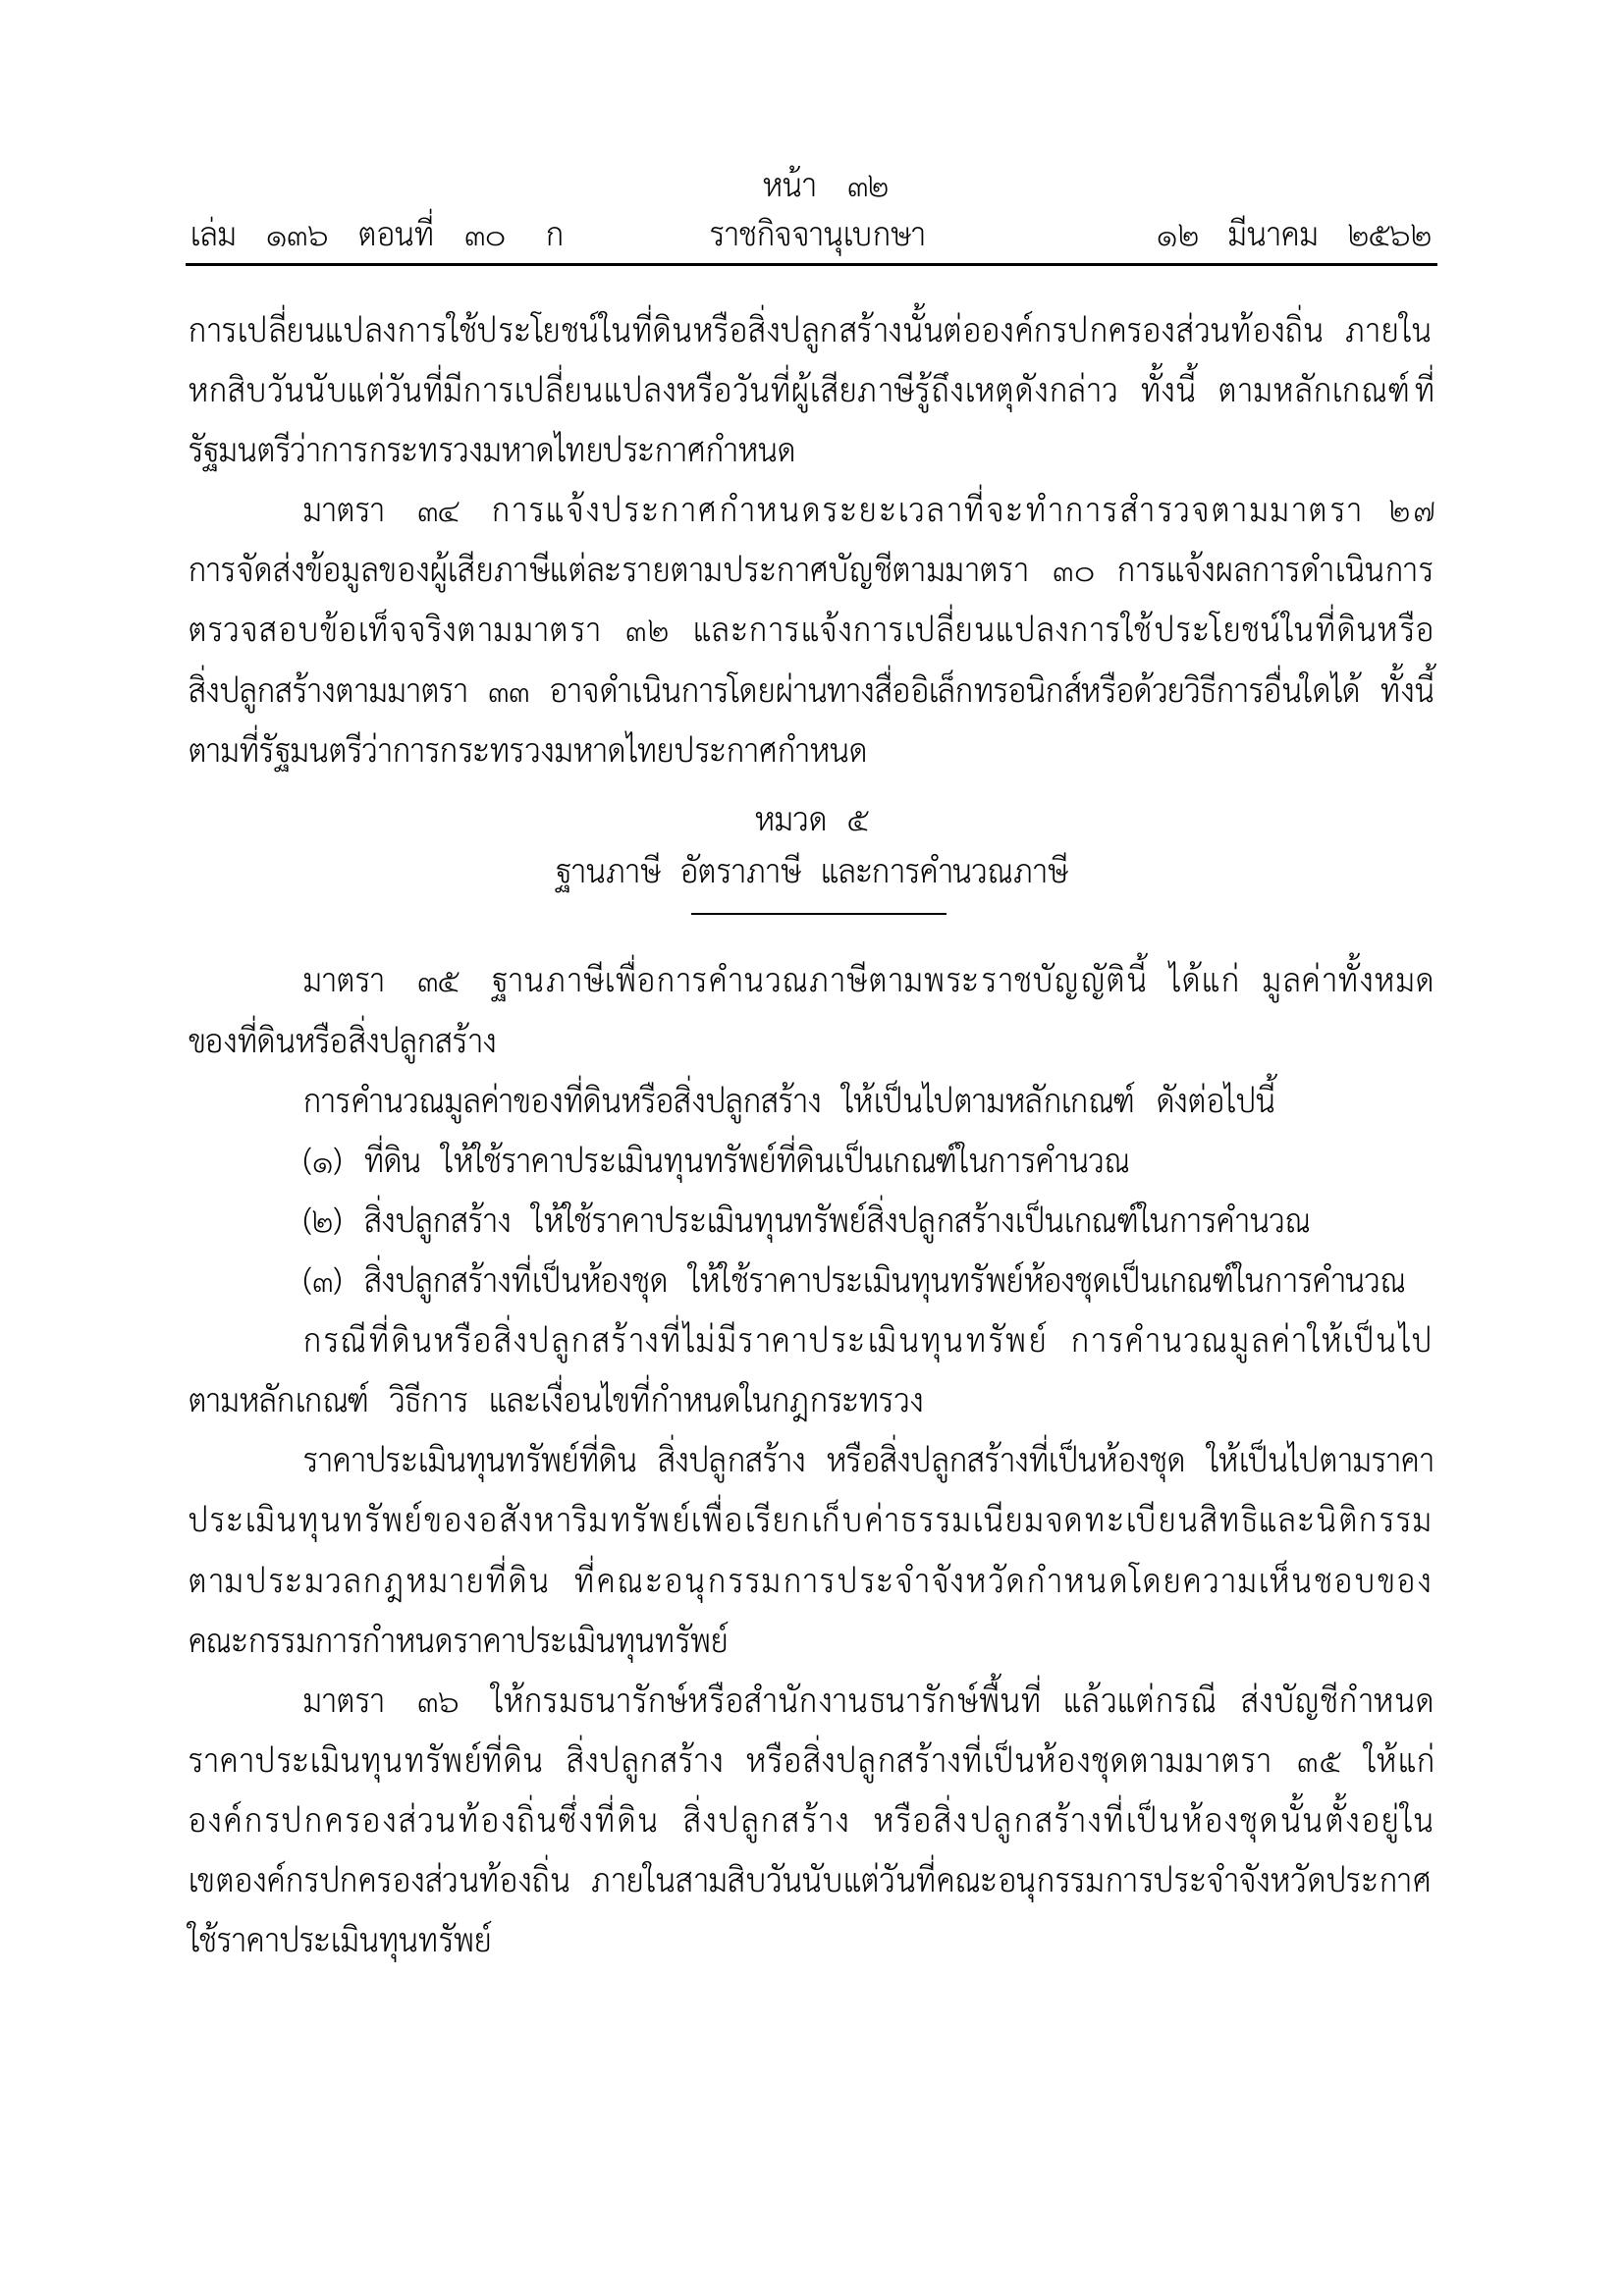 หน้า ๓๒
เล่ม ๑๓๖ ตอนที่ ๓๐ ก ราชกิจจานุเบกษา ๑๒ มีนาคม ๒๕๖๒
การเปลี่ยนแปลงการใช้ประโยชน์ในที่ดินหรือสิ่งปลูกสร้างนั้นต่อองค์กรปกครองส่วนท้องถิ่น ภายใน
หกสิบวันนับแต่วันที่มีการเปลี่ยนแปลงหรือวันที่ผู้เสียภาษีรู้ถึงเหตุดังกล่าว ทั้งนี้ ตามหลักเกณฑ์ที่
รัฐมนตรีว่าการกระทรวงมหาดไทยประกาศกำหนด
มาตรา ๓๔ การแจ้งประกาศกำหนดระยะเวลาที่จะทำการสำรวจตามมาตรา ๒๗
การจัดส่งข้อมูลของผู้เสียภาษีแต่ละรายตามประกาศบัญชีตามมาตรา ๓๐ การแจ้งผลการดำเนินการ
ตรวจสอบข้อเท็จจริงตามมาตรา ๓๒ และการแจ้งการเปลี่ยนแปลงการใช้ประโยชน์ในที่ดินหรือ
สิ่งปลูกสร้างตามมาตรา ๓๓ อาจดำเนินการโดยผ่านทางสื่ออิเล็กทรอนิกส์หรือด้วยวิธีการอื่นใดได้ ทั้งนี้
ตามที่รัฐมนตรีว่าการกระทรวงมหาดไทยประกาศกำหนด
หมวด ๕
ฐานภาษี อัตราภาษี และการคำนวณภาษี
มาตรา ๓๕ ฐานภาษีเพื่อการคำนวณภาษีตามพระราชบัญญัตินี้ ได้แก่ มูลค่าทั้งหมด
ของที่ดินหรือสิ่งปลูกสร้าง
การคำนวณมูลค่าของที่ดินหรือสิ่งปลูกสร้าง ให้เป็นไปตามหลักเกณฑ์ ดังต่อไปนี้
(๑) ที่ดิน ให้ใช้ราคาประเมินทุนทรัพย์ที่ดินเป็นเกณฑ์ในการคำนวณ
(๒) สิ่งปลูกสร้าง ให้ใช้ราคาประเมินทุนทรัพย์สิ่งปลูกสร้างเป็นเกณฑ์ในการคำนวณ
(๓) สิ่งปลูกสร้างที่เป็นห้องชุด ให้ใช้ราคาประเมินทุนทรัพย์ห้องชุดเป็นเกณฑ์ในการคำนวณ
กรณีที่ดินหรือสิ่งปลูกสร้างที่ไม่มีราคาประเมินทุนทรัพย์ การคำนวณมูลค่าให้เป็นไป
ตามหลักเกณฑ์ วิธีการ และเงื่อนไขที่กำหนดในกฎกระทรวง
ราคาประเมินทุนทรัพย์ที่ดิน สิ่งปลูกสร้าง หรือสิ่งปลูกสร้างที่เป็นห้องชุด ให้เป็นไปตามราคา
ประเมินทุนทรัพย์ของอสังหาริมทรัพย์เพื่อเรียกเก็บค่าธรรมเนียมจดทะเบียนสิทธิและนิติกรรม
ตามประมวลกฎหมายที่ดิน ที่คณะอนุกรรมการประจำจังหวัดกำหนดโดยความเห็นชอบของ
คณะกรรมการกำหนดราคาประเมินทุนทรัพย์
มาตรา ๓๖ ให้กรมธนารักษ์หรือสำนักงานธนารักษ์พื้นที่ แล้วแต่กรณี ส่งบัญชีกำหนด
ราคาประเมินทุนทรัพย์ที่ดิน สิ่งปลูกสร้าง หรือสิ่งปลูกสร้างที่เป็นห้องชุดตามมาตรา ๓๕ ให้แก่
องค์กรปกครองส่วนท้องถิ่นซึ่งที่ดิน สิ่งปลูกสร้าง หรือสิ่งปลูกสร้างที่เป็นห้องชุดนั้นตั้งอยู่ใน
เขตองค์กรปกครองส่วนท้องถิ่น ภายในสามสิบวันนับแต่วันที่คณะอนุกรรมการประจำจังหวัดประกาศ
ใช้ราคาประเมินทุนทรัพย์